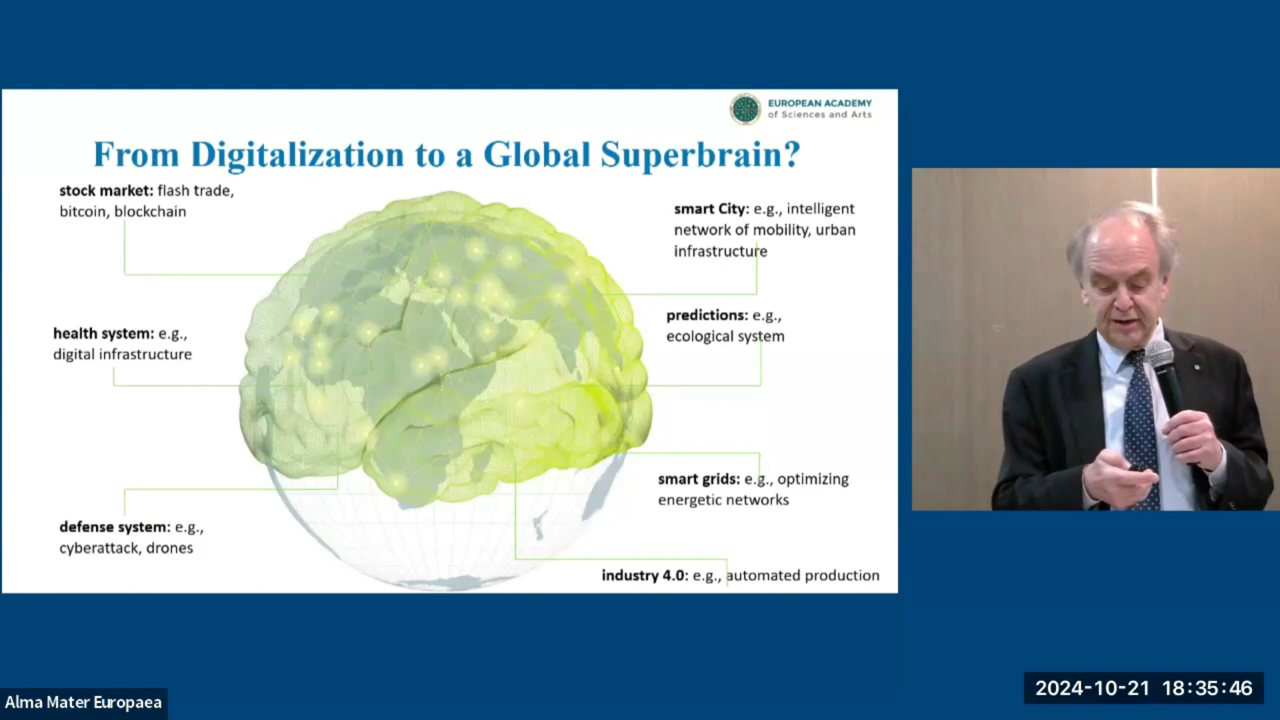 EUROPEAN ACADEMY
of Sciences and Arts
From Digitalization to a Global Superbrain?
stock market: flash trade,
bitcoin, blockchain
smart City: e.g., intelligent
network of mobility, urban
infrastructure
health system: e.g.,
digital infrastructure
predictions: e.g.,
ecological system
smart grids: e.g., optimizing
energetic networks
defense system: e.g.,
cyberattack, drones
industry 4.0: e.g., automated production
Alma Mater Europaea
2024-10-21 18:35:46